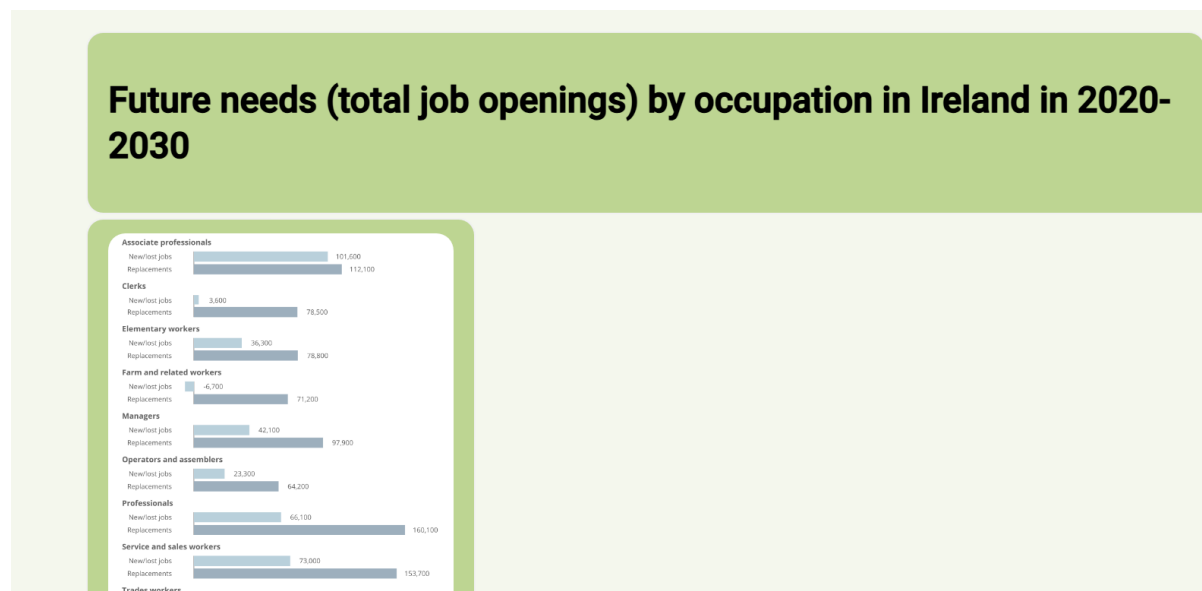 Future needs (total job openings) by occupation in Ireland in 2020-
2030
Associate professionals
New/lost jobs 101,600
Replacements 112,100
Clerks
New/lost jobs 3,600
Replacements 78,500
Elementary workers
New/lost jobs 36,300
Replacements 78,800
Farm and related workers
New/lost jobs -6,700
Replacements 71,200
Managers
New/lost jobs 42,100
Replacements 97,900
Operators and assemblers
New/lost jobs 23,300
Replacements 64,200
Professionals
New/lost jobs 66,100
Replacements 160,100
Service and sales workers
New/lost jobs 73,000
Replacements 153,700
Trades workers